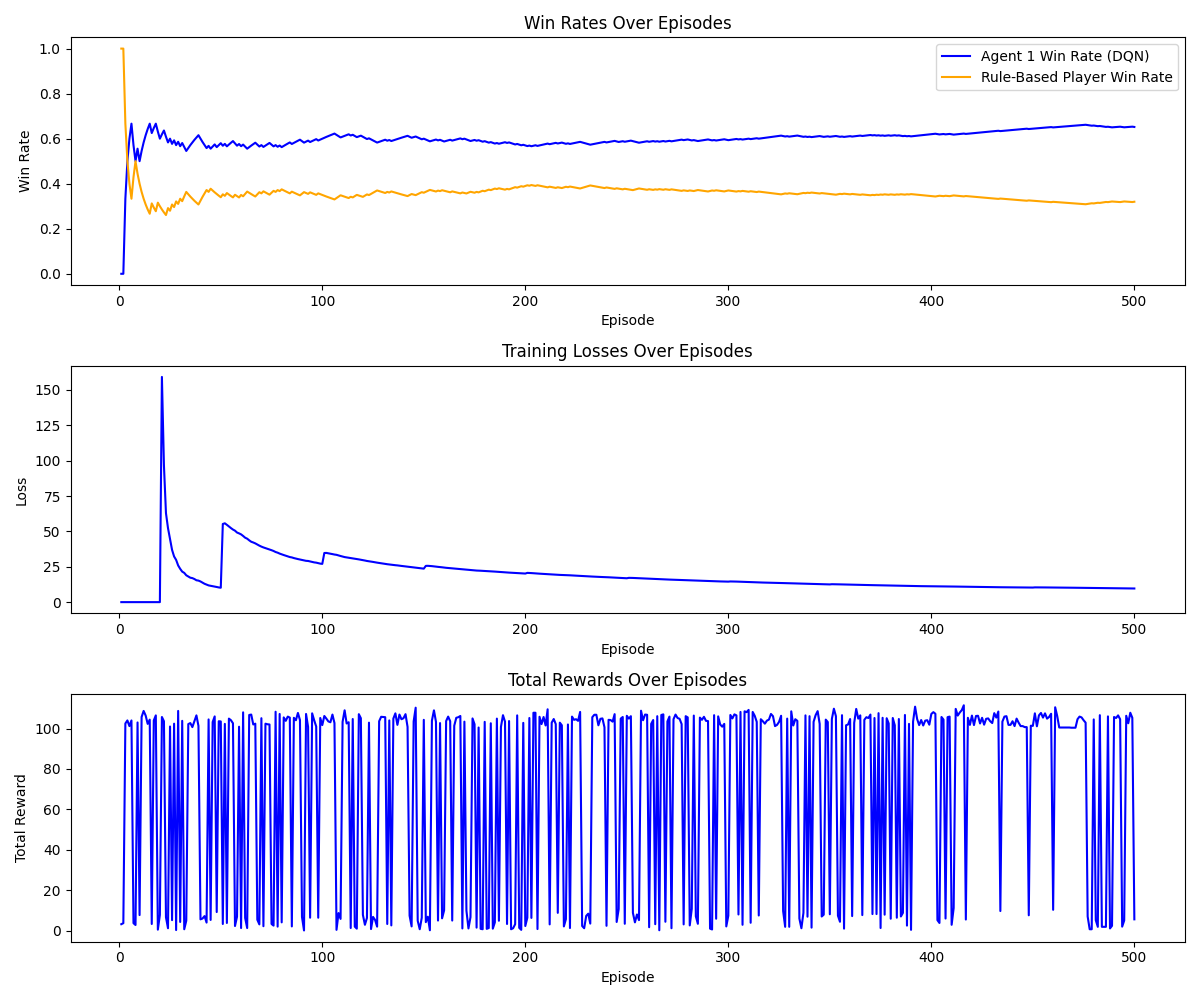 Win Rates Over Episodes
Win Rate
1.0
0.8
0.6
0.4
0.2
0.0
Agent 1 Win Rate (DQN)
Rule-Based Player Win Rate
0 100 200 300 400 500
Episode
Training Losses Over Episodes
Loss
150
125
100
75
50
25
0
0 100 200 300 400 500
Episode
Total Rewards Over Episodes
Total Reward
100
80
60
40
20
0
0 100 200 300 400 500
Episode